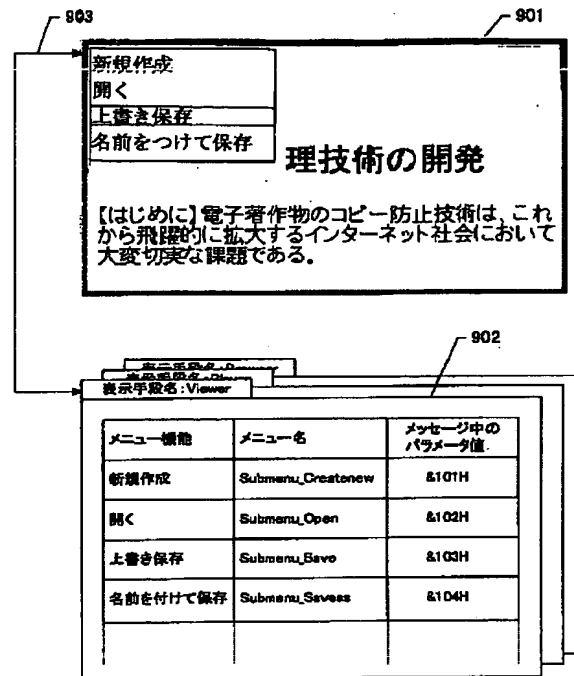 903
901
新規作成
開く
上書き保存
名前をつけて保存
理技術の開発
【はじめに】電子著作物のコピー防止技術は、これ
から飛躍的に拡大するインターネット社会において
大変切実な課題である。
902
表示手段名:Viewer
メニュー機能 メニュー名 メッセージ中の
パラメータ値
新規作成 Submenu_Createnew &101H
開く Submenu_Open &102H
上書き保存 Submenu_Save &103H
名前を付けて保存 Submenu_Saveas &104H